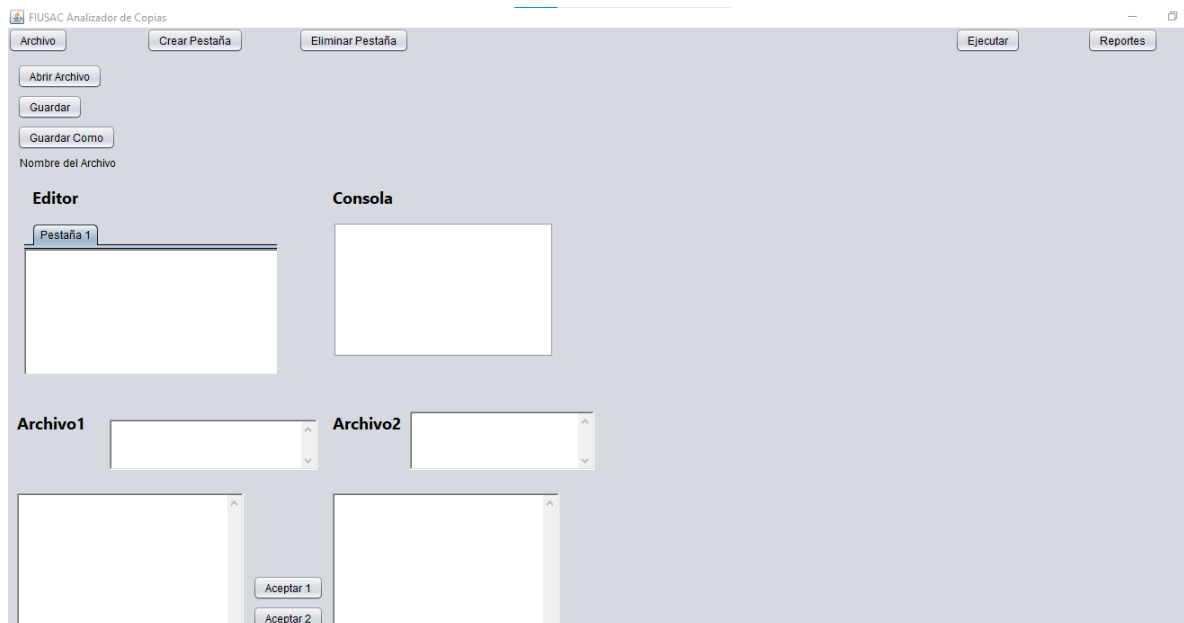 FIUSAC Analizador de Copias
Archivo Crear Pestaña Eliminar Pestaña Ejecutar Reportes
Abrir Archivo
Guardar
Guardar Como
Nombre del Archivo
Editor Consola
Pestaña 1
Archivo1 Archivo2
Aceptar 1
Aceptar 2